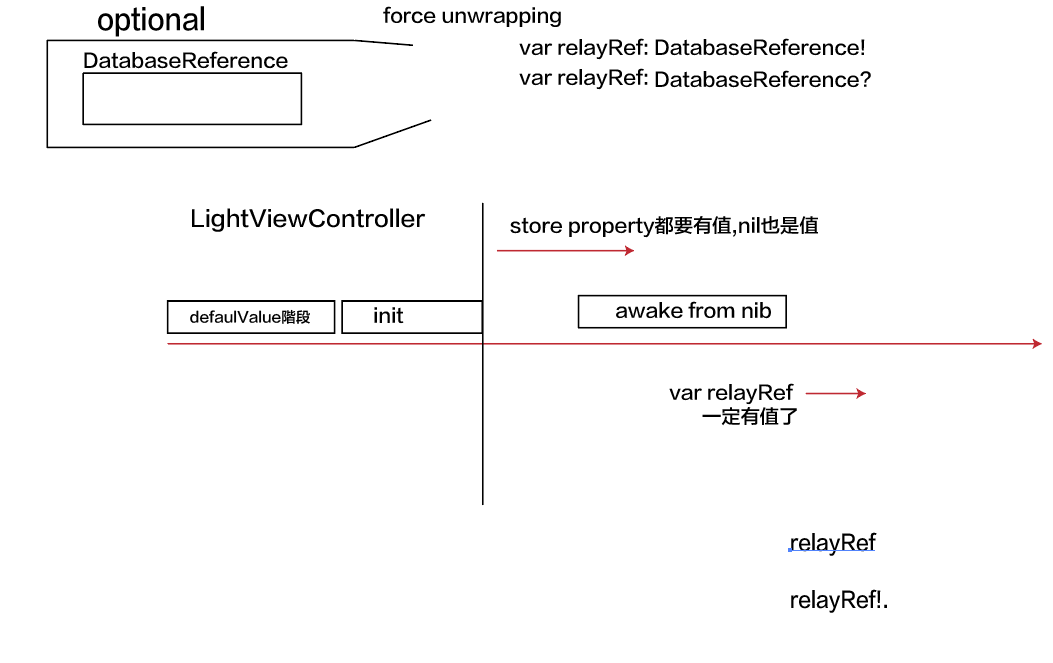 optional
force unwrapping
DatabaseReference
var relayRef: DatabaseReference!
var relayRef: DatabaseReference?
LightViewController
store property都要有值,nil也是值
defaulValue階段
init
awake from nib
var relayRef
一定有值了
relayRef
relayRef!.